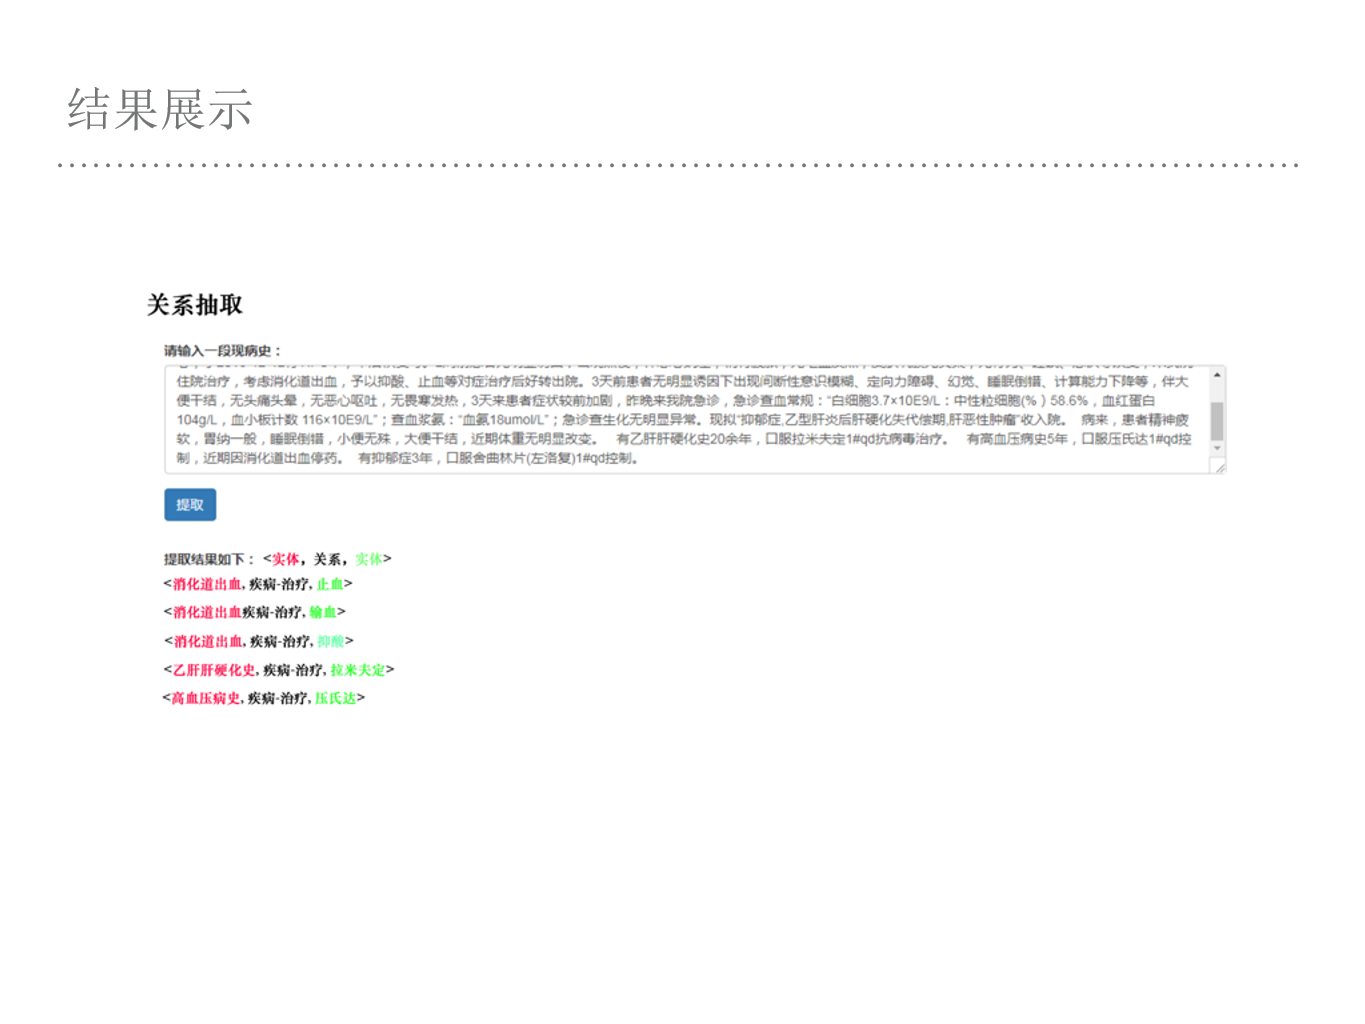 结果展示
关系抽取
请输入一段现病史：
住院治疗，考虑消化道出血，予以抑酸、止血等对症治疗后好转出院。3天前患者无明显诱因下出现间断性意识模糊、定向力障碍、幻觉、睡眠倒错、计算能力下降等，伴大
便干结，无头痛头晕，无恶心呕吐，无畏寒发热，3天来患者症状较前加剧，昨晚来我院急诊，急诊查血常规：“白细胞3.7×10E9/L：中性粒细胞(%）58.6%，血红蛋白
104g/L，血小板计数 116×10E9/L”；查血浆氨：“血氨18umol/L”；急诊查生化无明显异常。现拟“抑郁症,乙型肝炎后肝硬化失代偿期,肝恶性肿瘤”收入院。 病来，患者精神疲
软，胃纳一般，睡眠倒错，小便无殊，大便干结，近期体重无明显改变。 有乙肝肝硬化史20余年，口服拉米夫定1#qd抗病毒治疗。 有高血压病史5年，口服压氏达1#qd控
制，近期因消化道出血停药。 有抑郁症3年，口服舍曲林片(左洛复)1#qd控制。
提取
提取结果如下： <实体，关系，实体>
<消化道出血, 疾病-治疗, 止血>
<消化道出血疾病-治疗, 输血>
<消化道出血, 疾病-治疗, 抑酸>
<乙肝肝硬化史, 疾病-治疗, 拉米夫定>
<高血压病史, 疾病-治疗, 压氏达>